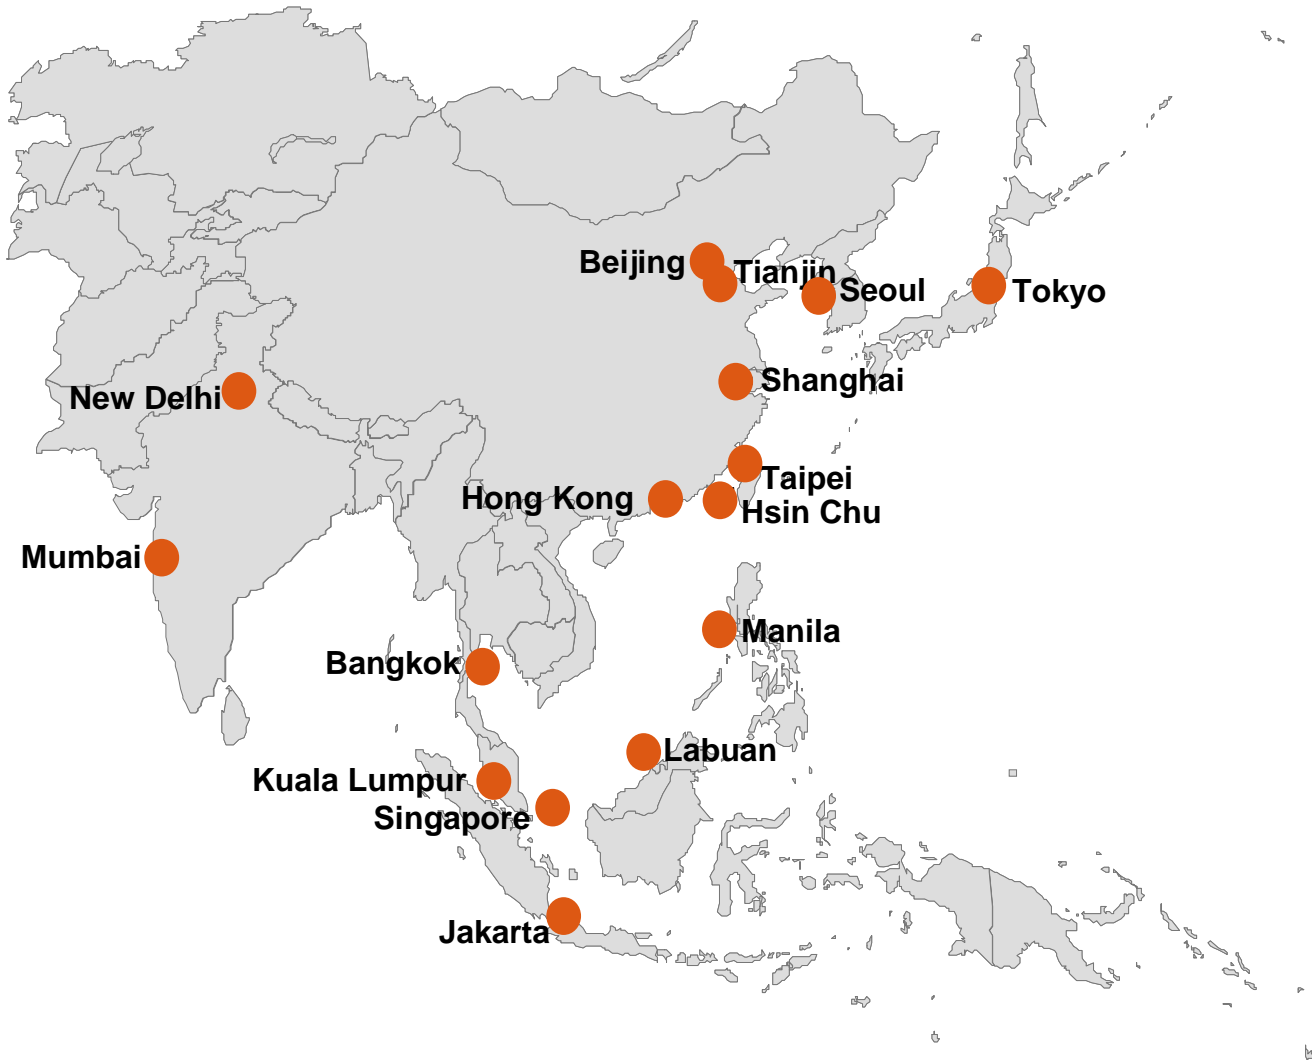 Beijing
Tianjin
Seoul
Tokyo
Shanghai
New Delhi
Taipei
Hong Kong
Hsin Chu
Mumbai
Manila
Bangkok
Labuan
Kuala Lumpur
Singapore
Jakarta